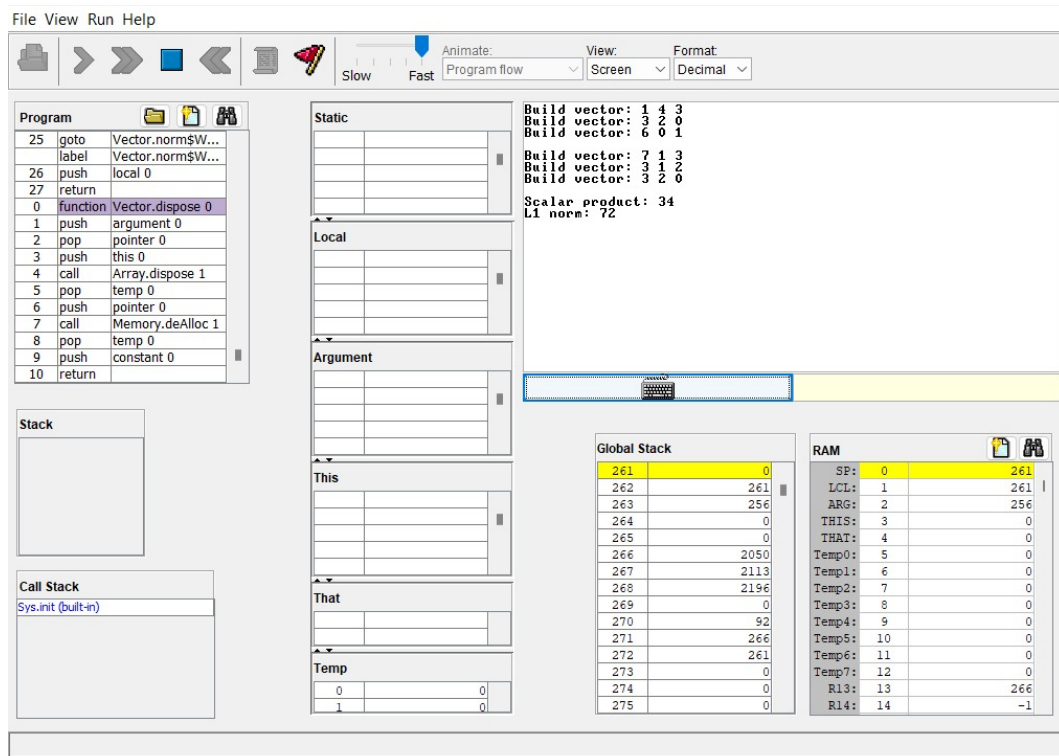 File View Run Help
Slow Fast
Animate:
Program flow
View:
Screen
Format:
Decimal
Program
25 goto Vector.norm$W...
label Vector.norm$W...
26 push local 0
27 return
0 function Vector.dispose 0
1 push argument 0
2 pop pointer 0
3 push this 0
4 call Array.dispose 1
5 pop temp 0
6 push pointer 0
7 call Memory.deAlloc 1
8 pop temp 0
9 push constant 0
10 return
Stack
Call Stack
Sys.init (built-in)
Static
Local
Argument
This
That
Temp
0 0
1 0
Build vector: 1 4 3
Build vector: 3 2 0
Build vector: 6 0 1
Build vector: 7 1 3
Build vector: 3 1 2
Build vector: 3 2 0
Scalar product: 34
L1 norm: 72
Global Stack
261 0
262 261
263 256
264 0
265 0
266 2050
267 2113
268 2196
269 0
270 92
271 266
272 261
273 0
274 0
275 0
RAM
SP: 0 261
LCL: 1 261
ARG: 2 256
THIS: 3 0
THAT: 4 0
Temp0: 5 0
Temp1: 6 0
Temp2: 7 0
Temp3: 8 0
Temp4: 9 0
Temp5: 10 0
Temp6: 11 0
Temp7: 12 0
R13: 13 266
R14: 14 -1